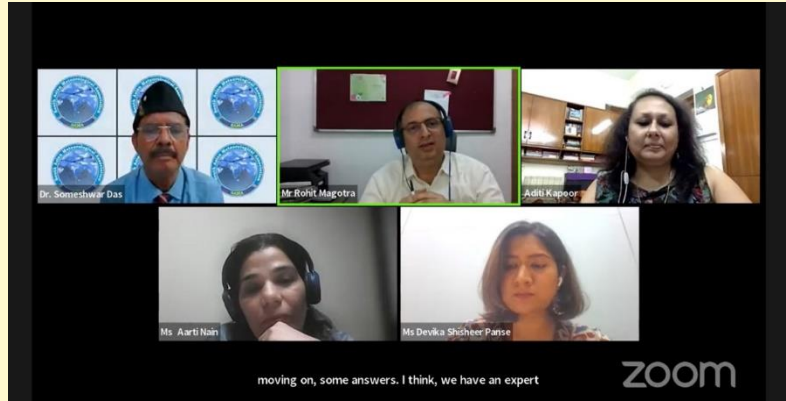 Dr. Someshwar Das
Mr Rohit Magotra
Aditi Kapoor
Ms Aarti Nain
Ms Devika Shisheer Panse
moving on, some answers. I think, we have an expert
zoom